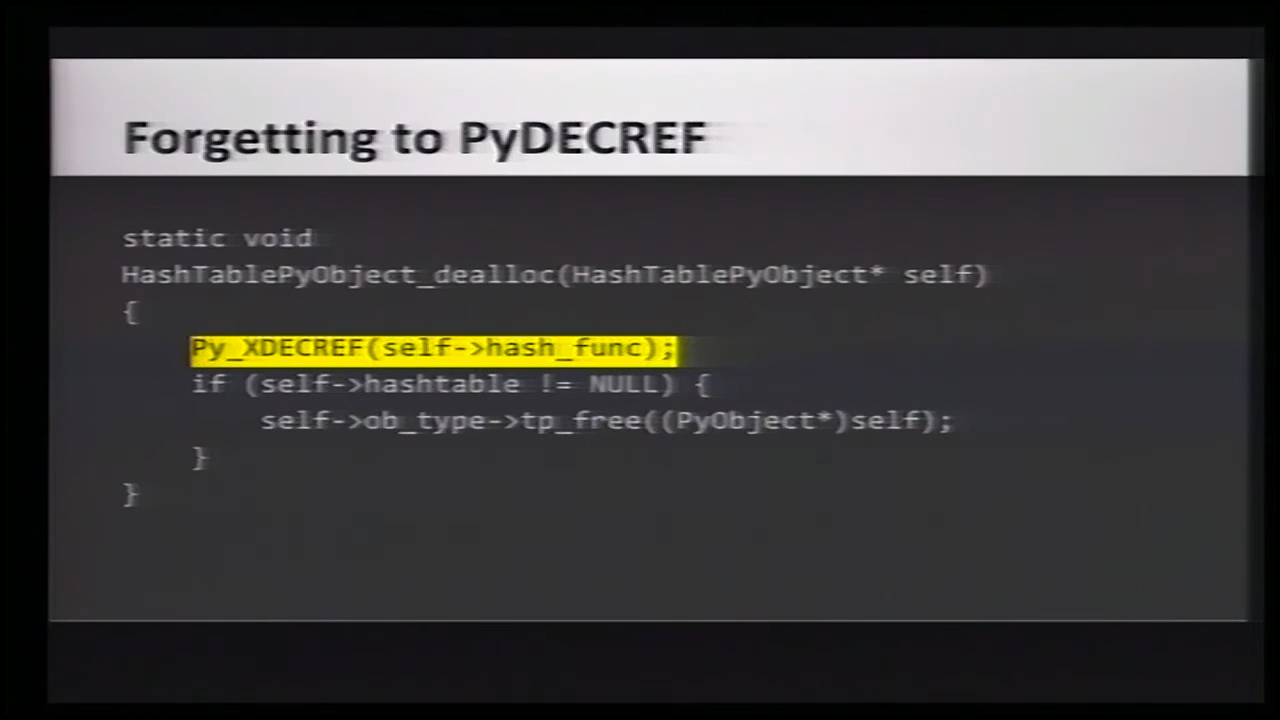 Forgetting to PyDECREF
static void
HashTablePyObject_dealloc(HashTablePyObject* self)
{
    Py_XDECREF(self->hash_func);
    if (self->hashtable != NULL) {
        self->ob_type->tp_free((PyObject*)self);
    }
}